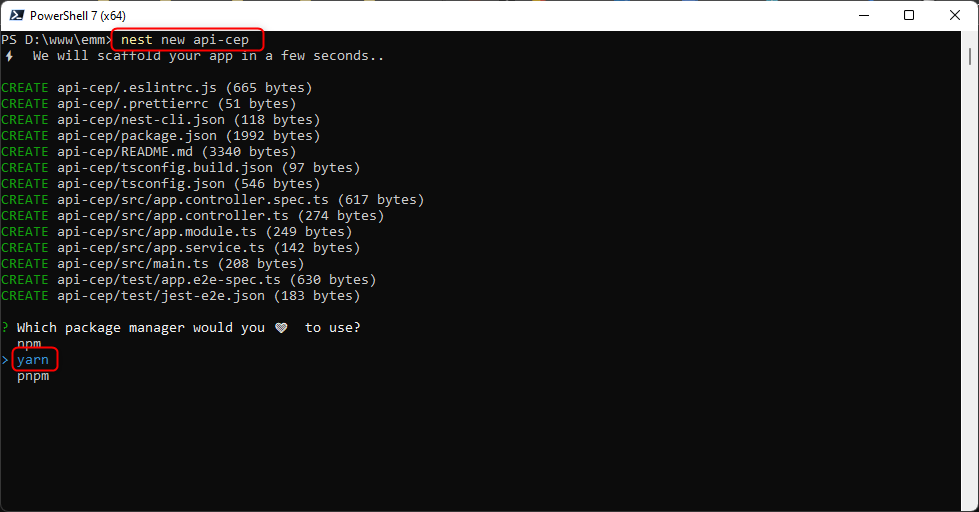 PowerShell 7 (x64)
PS D:\www\emm> nest new api-cep
⚡ We will scaffold your app in a few seconds..
CREATE api-cep/.eslintrc.js (665 bytes)
CREATE api-cep/.prettierrc (51 bytes)
CREATE api-cep/nest-cli.json (118 bytes)
CREATE api-cep/package.json (1992 bytes)
CREATE api-cep/README.md (3340 bytes)
CREATE api-cep/tsconfig.build.json (97 bytes)
CREATE api-cep/tsconfig.json (546 bytes)
CREATE api-cep/src/app.controller.spec.ts (617 bytes)
CREATE api-cep/src/app.controller.ts (274 bytes)
CREATE api-cep/src/app.module.ts (249 bytes)
CREATE api-cep/src/app.service.ts (142 bytes)
CREATE api-cep/src/main.ts (208 bytes)
CREATE api-cep/test/app.e2e-spec.ts (630 bytes)
CREATE api-cep/test/jest-e2e.json (183 bytes)
? Which package manager would you 💚 to use?
npm
> yarn
pnpm